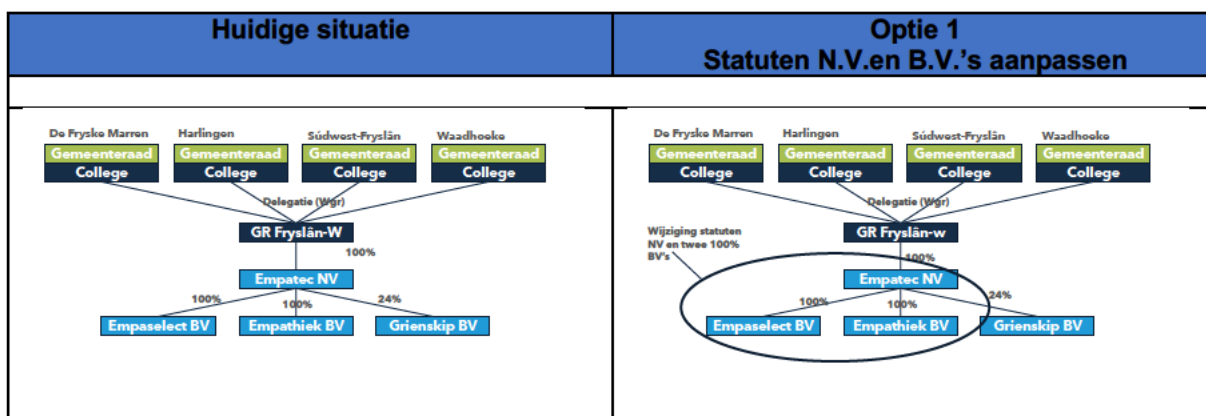 Huidige situatie
Optie 1
Statuten N.V.en B.V.'s aanpassen
De Fryske Marren
Harlingen
Súdwest-Fryslân
Waadhoeke
Gemeenteraad
Gemeenteraad
Gemeenteraad
Gemeenteraad
College
College
College
College
Delegatie (Wgr)
GR Fryslân-W
100%
Empatec NV
100%
100%
24%
Empaselect BV
Empathiek BV
Grienskip BV
De Fryske Marren
Harlingen
Súdwest-Fryslân
Waadhoeke
Gemeenteraad
Gemeenteraad
Gemeenteraad
Gemeenteraad
College
College
College
College
Delegatie (Wgr)
Wijziging statuten
NV en twee 100%
BV's
GR Fryslân-w
100%
Empatec NV
100%
100%
24%
Empaselect BV
Empathiek BV
Grienskip BV